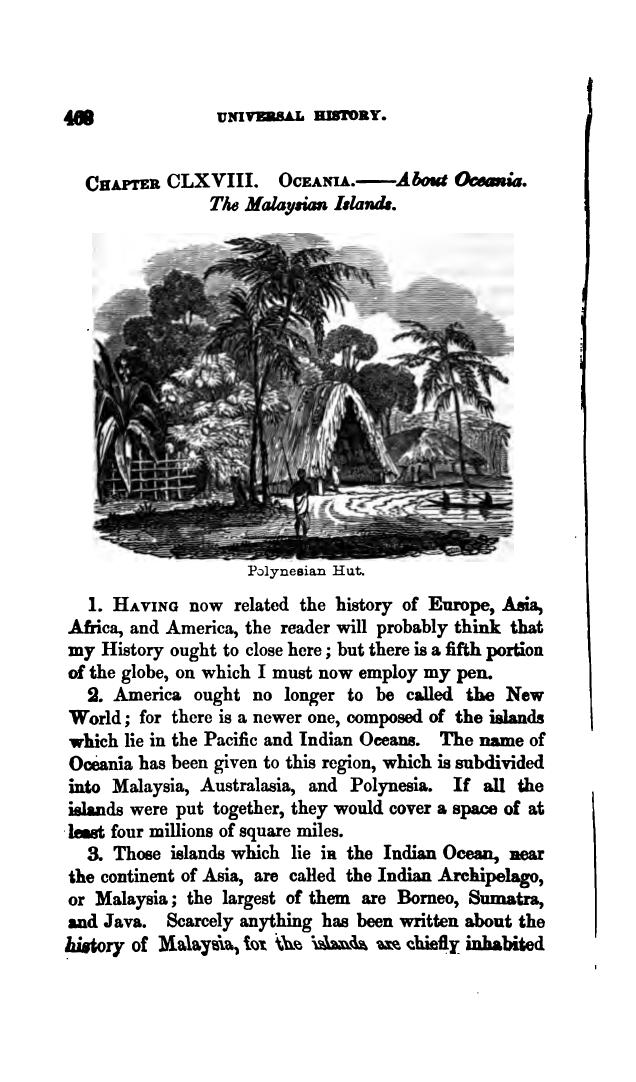 468 UNIVERSAL HISTORY.
CHAPTER CLXVIII. OCEANIA.—About Oceania.
The Malaysian Islands.
Polynesian Hut.
1. HAVING now related the history of Europe, Asia,
Africa, and America, the reader will probably think that
my History ought to close here; but there is a fifth portion
of the globe, on which I must now employ my pen.
2. America ought no longer to be called the New
World; for there is a newer one, composed of the islands
which lie in the Pacific and Indian Oceans. The name of
Oceania has been given to this region, which is subdivided
into Malaysia, Australasia, and Polynesia. If all the
islands were put together, they would cover a space of at
least four millions of square miles.
3. Those islands which lie in the Indian Ocean, near
the continent of Asia, are called the Indian Archipelago,
or Malaysia; the largest of them are Borneo, Sumatra,
and Java. Scarcely anything has been written about the
history of Malaysia, for the islands are chiefly inhabited